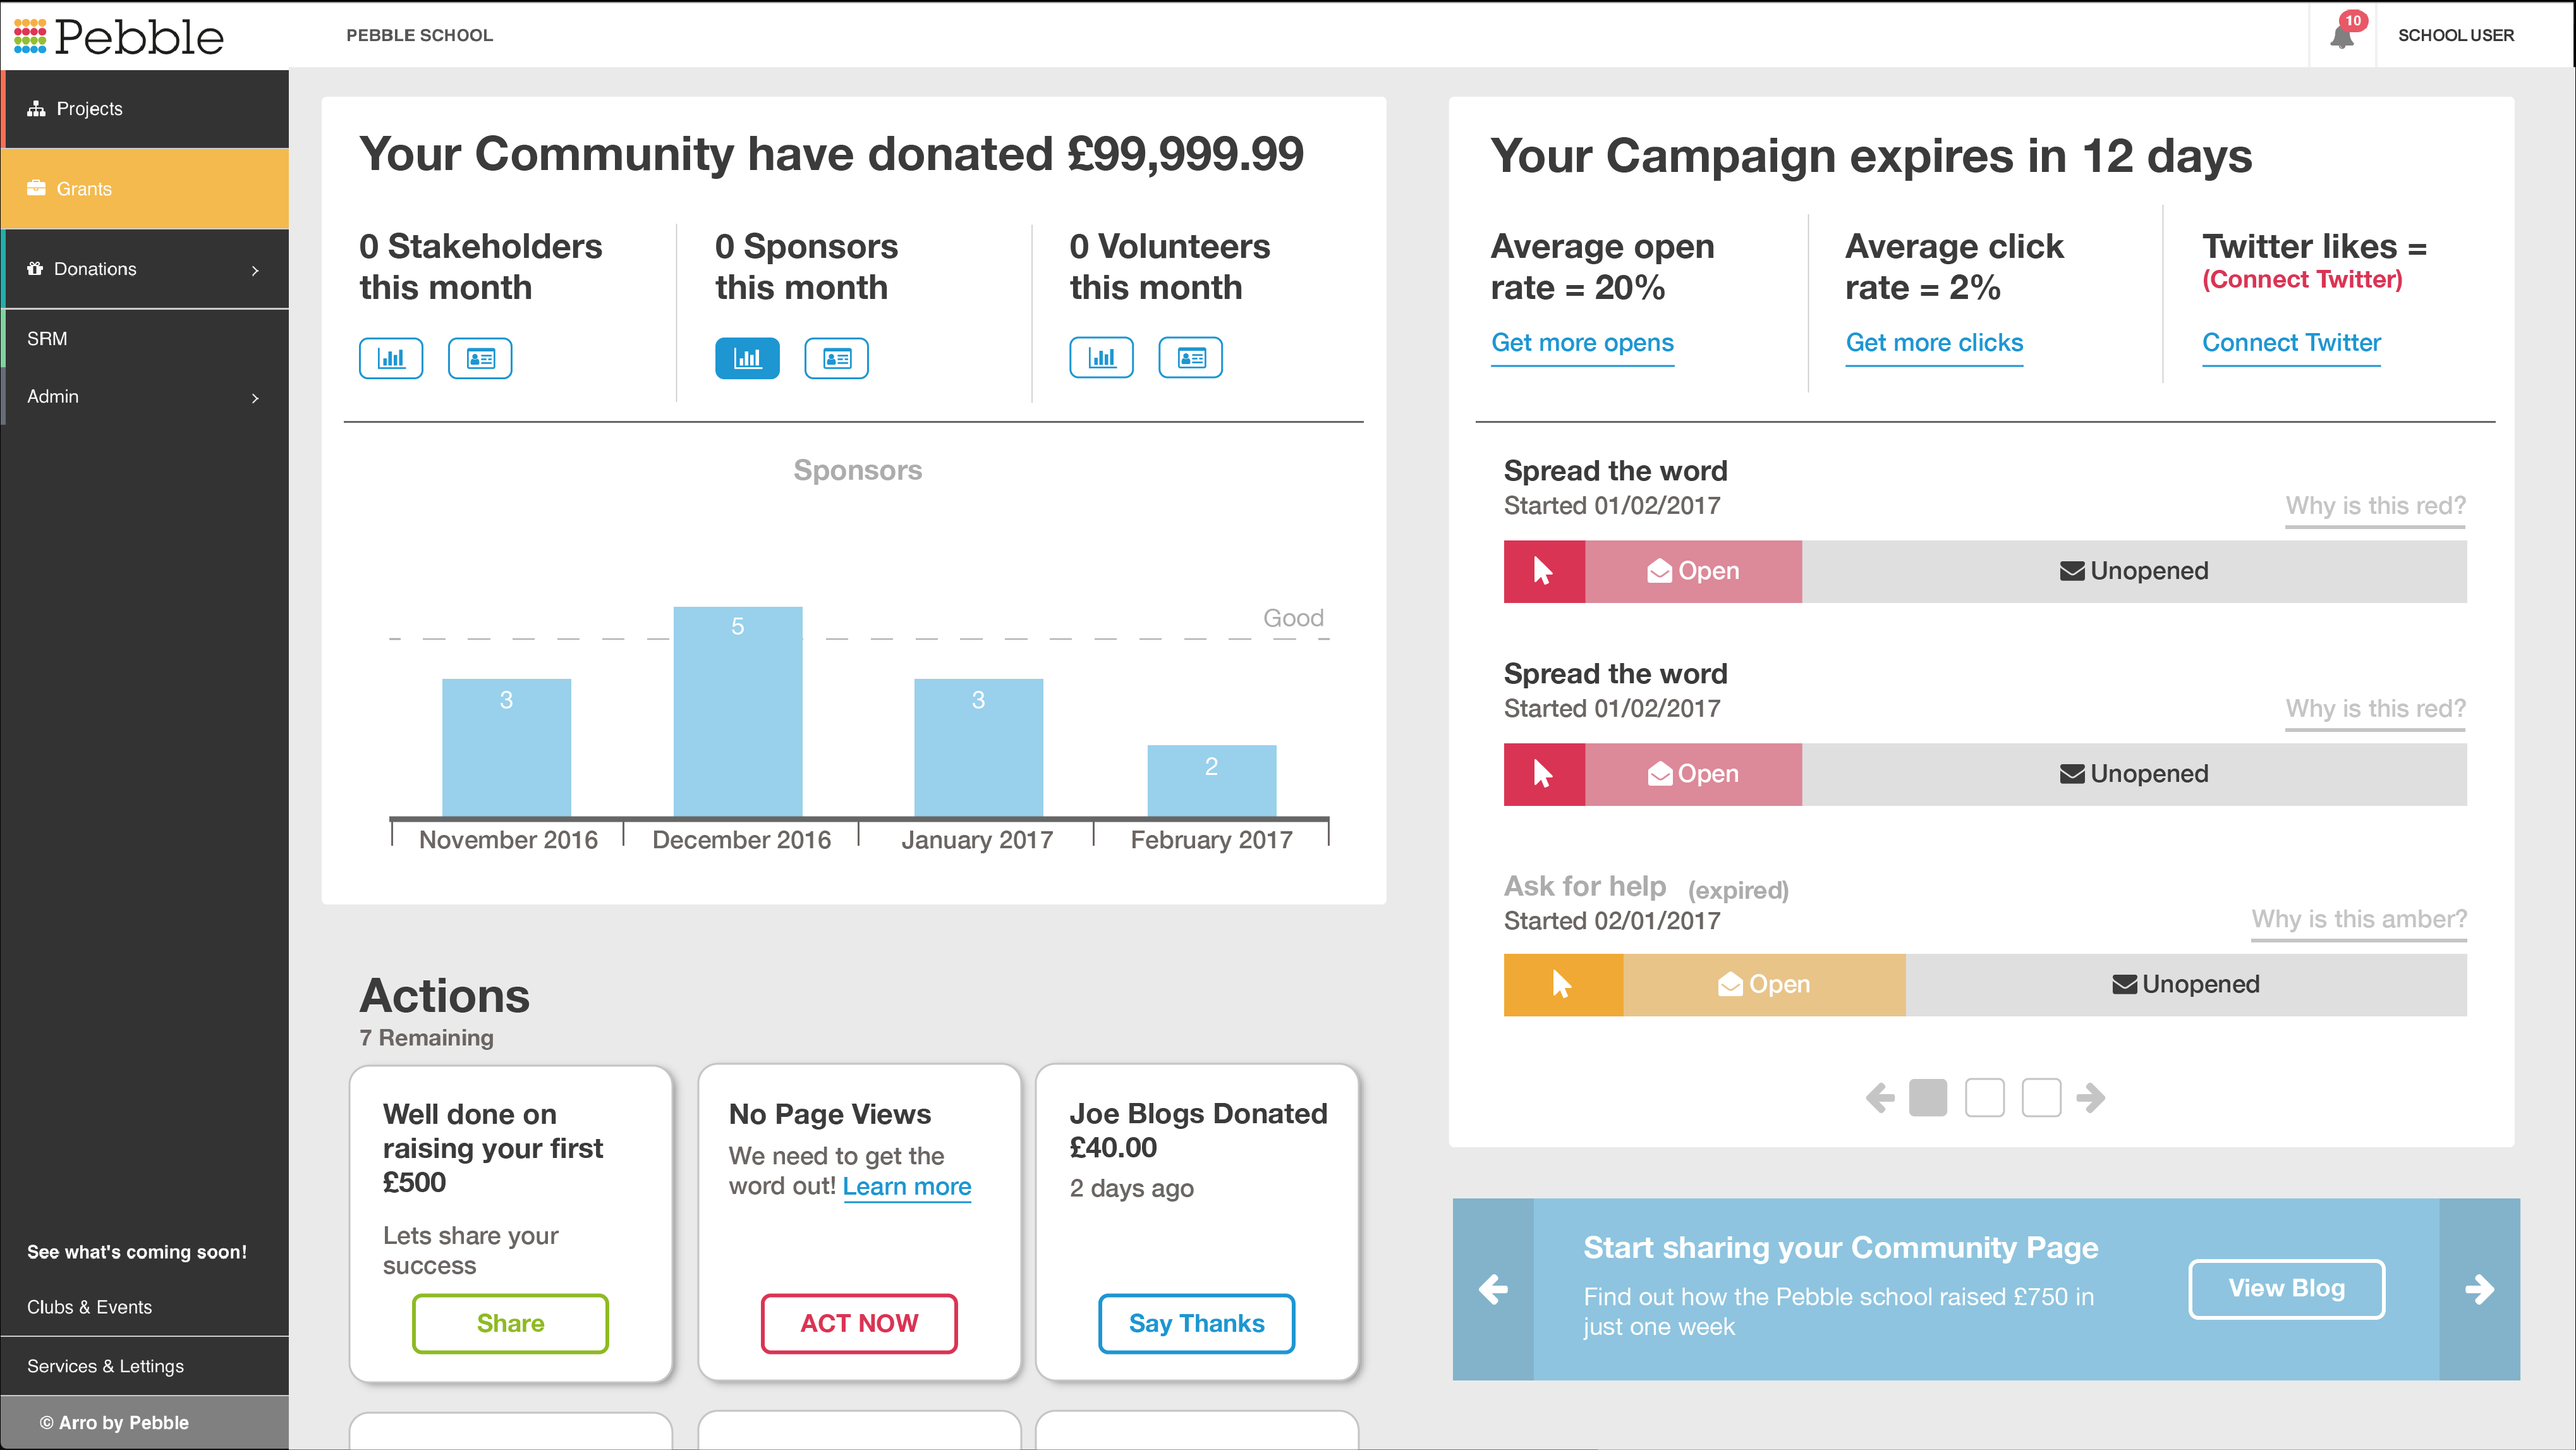 Pebble
PEBBLE SCHOOL
10
SCHOOL USER
Projects
Grants
Donations
SRM
Admin
See what's coming soon!
Clubs & Events
Services & Lettings
© Arro by Pebble
Your Community have donated £99,999.99
0 Stakeholders
this month
0 Sponsors
this month
0 Volunteers
this month
Sponsors
Good
3
5
3
2
November 2016
December 2016
January 2017
February 2017
Actions
7 Remaining
Well done on
raising your first
£500
Lets share your
success
Share
No Page Views
We need to get the
word out! Learn more
ACT NOW
Joe Blogs Donated
£40.00
2 days ago
Say Thanks
Your Campaign expires in 12 days
Average open
rate = 20%
Get more opens
Average click
rate = 2%
Get more clicks
Twitter likes =
(Connect Twitter)
Connect Twitter
Spread the word
Started 01/02/2017
Why is this red?
Open
Unopened
Spread the word
Started 01/02/2017
Why is this red?
Open
Unopened
Ask for help (expired)
Started 02/01/2017
Why is this amber?
Open
Unopened
Start sharing your Community Page
Find out how the Pebble school raised £750 in
just one week
View Blog